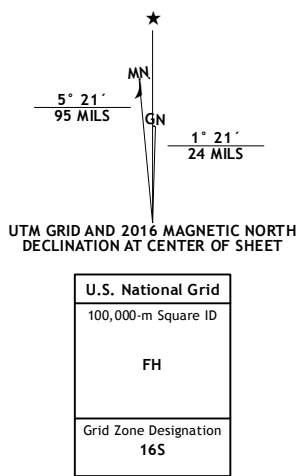 ★
MN
5° 21´
95 MILS
GN
1° 21´
24 MILS
UTM GRID AND 2016 MAGNETIC NORTH
DECLINATION AT CENTER OF SHEET
U.S. National Grid
100,000-m Square ID
FH
Grid Zone Designation
16S